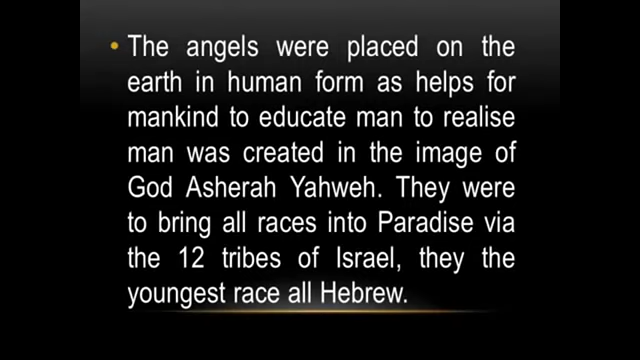 • The angels were placed on the
earth in human form as helps for
mankind to educate man to realise
man was created in the image of
God Asherah Yahweh. They were
to bring all races into Paradise via
the 12 tribes of Israel, they the
youngest race all Hebrew.